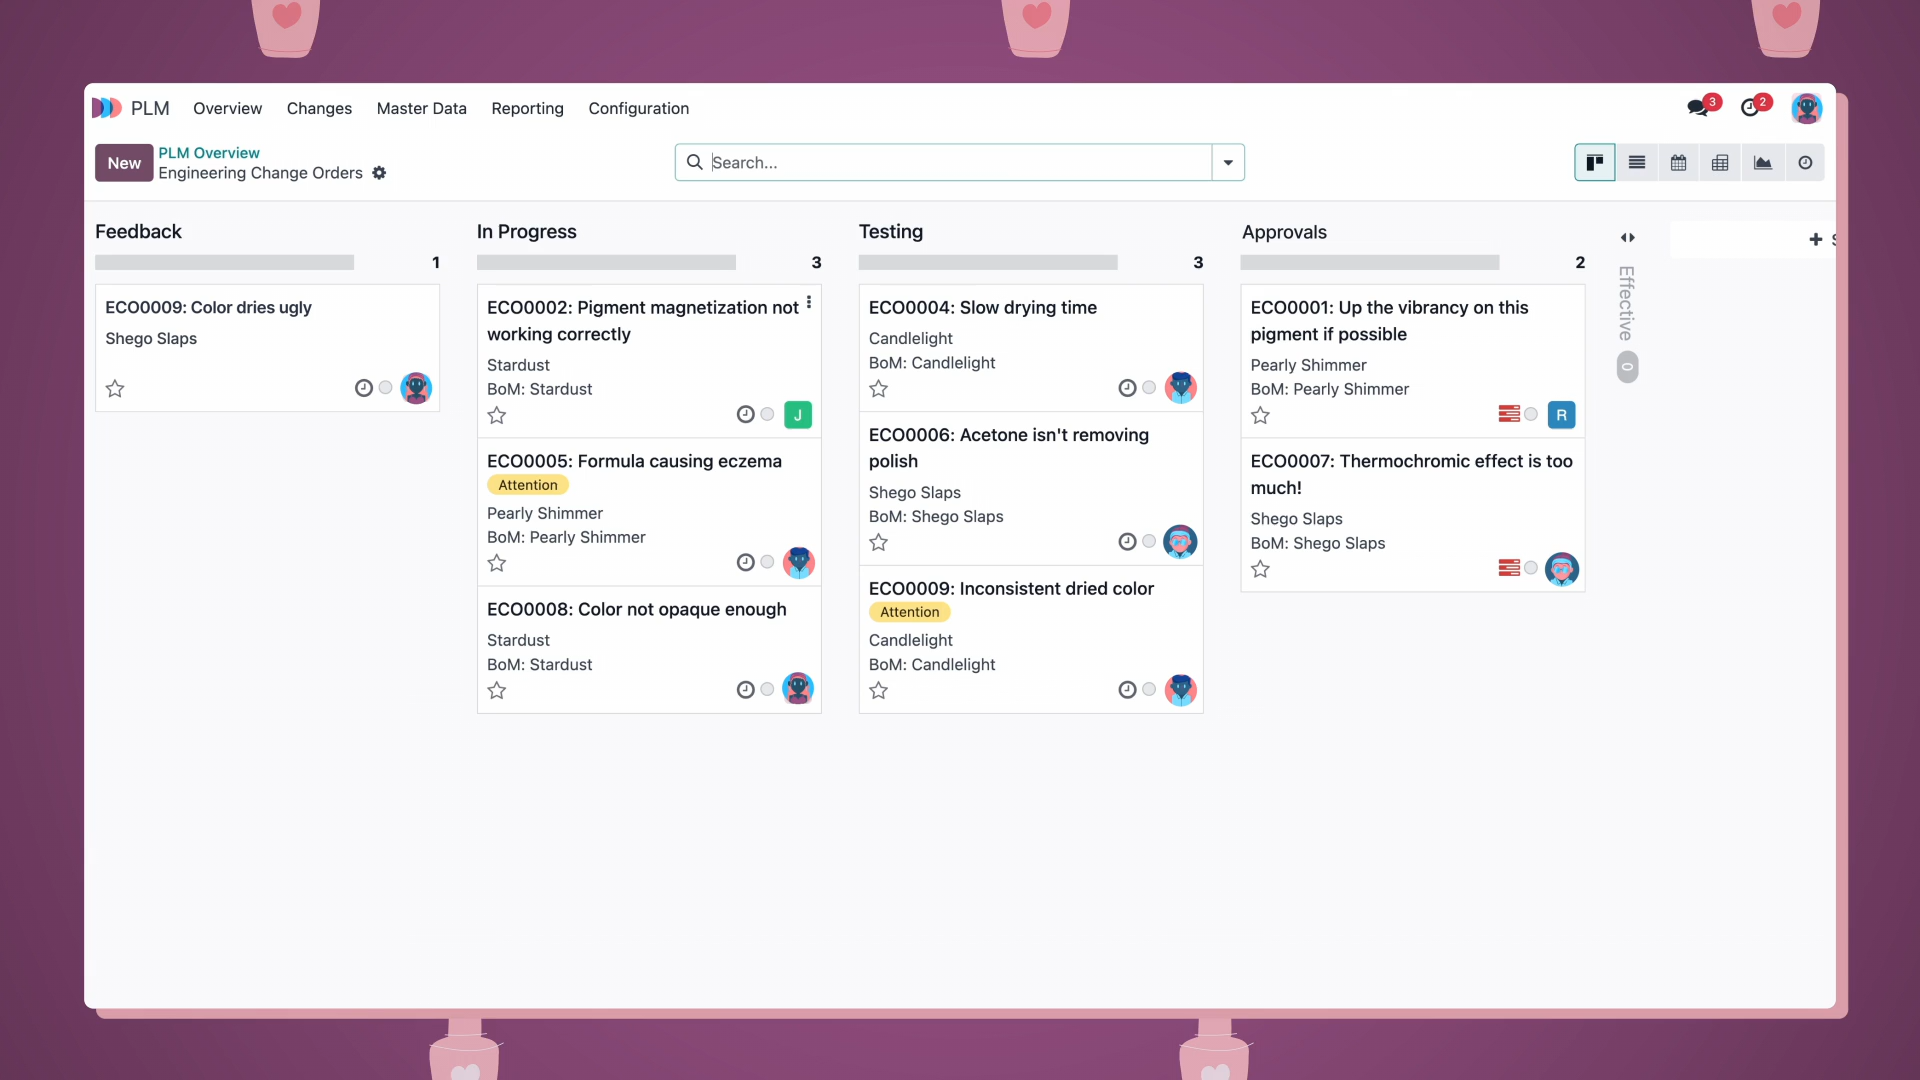 PLM Overview Changes Master Data Reporting Configuration 3 2
New PLM Overview
Engineering Change Orders
Search...
Feedback
1
ECO0009: Color dries ugly
Shego Slaps
In Progress
3
ECO0002: Pigment magnetization not
working correctly
Stardust
BoM: Stardust
J
ECO0005: Formula causing eczema
Attention
Pearly Shimmer
BoM: Pearly Shimmer
ECO0008: Color not opaque enough
Stardust
BoM: Stardust
Testing
3
ECO0004: Slow drying time
Candlelight
BoM: Candlelight
ECO0006: Acetone isn't removing
polish
Shego Slaps
BoM: Shego Slaps
ECO0009: Inconsistent dried color
Attention
Candlelight
BoM: Candlelight
Approvals
2
ECO0001: Up the vibrancy on this
pigment if possible
Pearly Shimmer
BoM: Pearly Shimmer
R
ECO0007: Thermochromic effect is too
much!
Shego Slaps
BoM: Shego Slaps
Effective 0